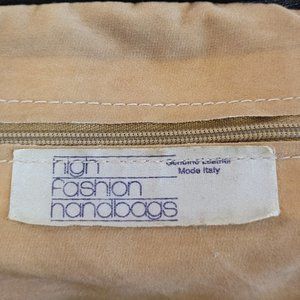 high
fashion
handbags
Genuine Leather
Made Italy